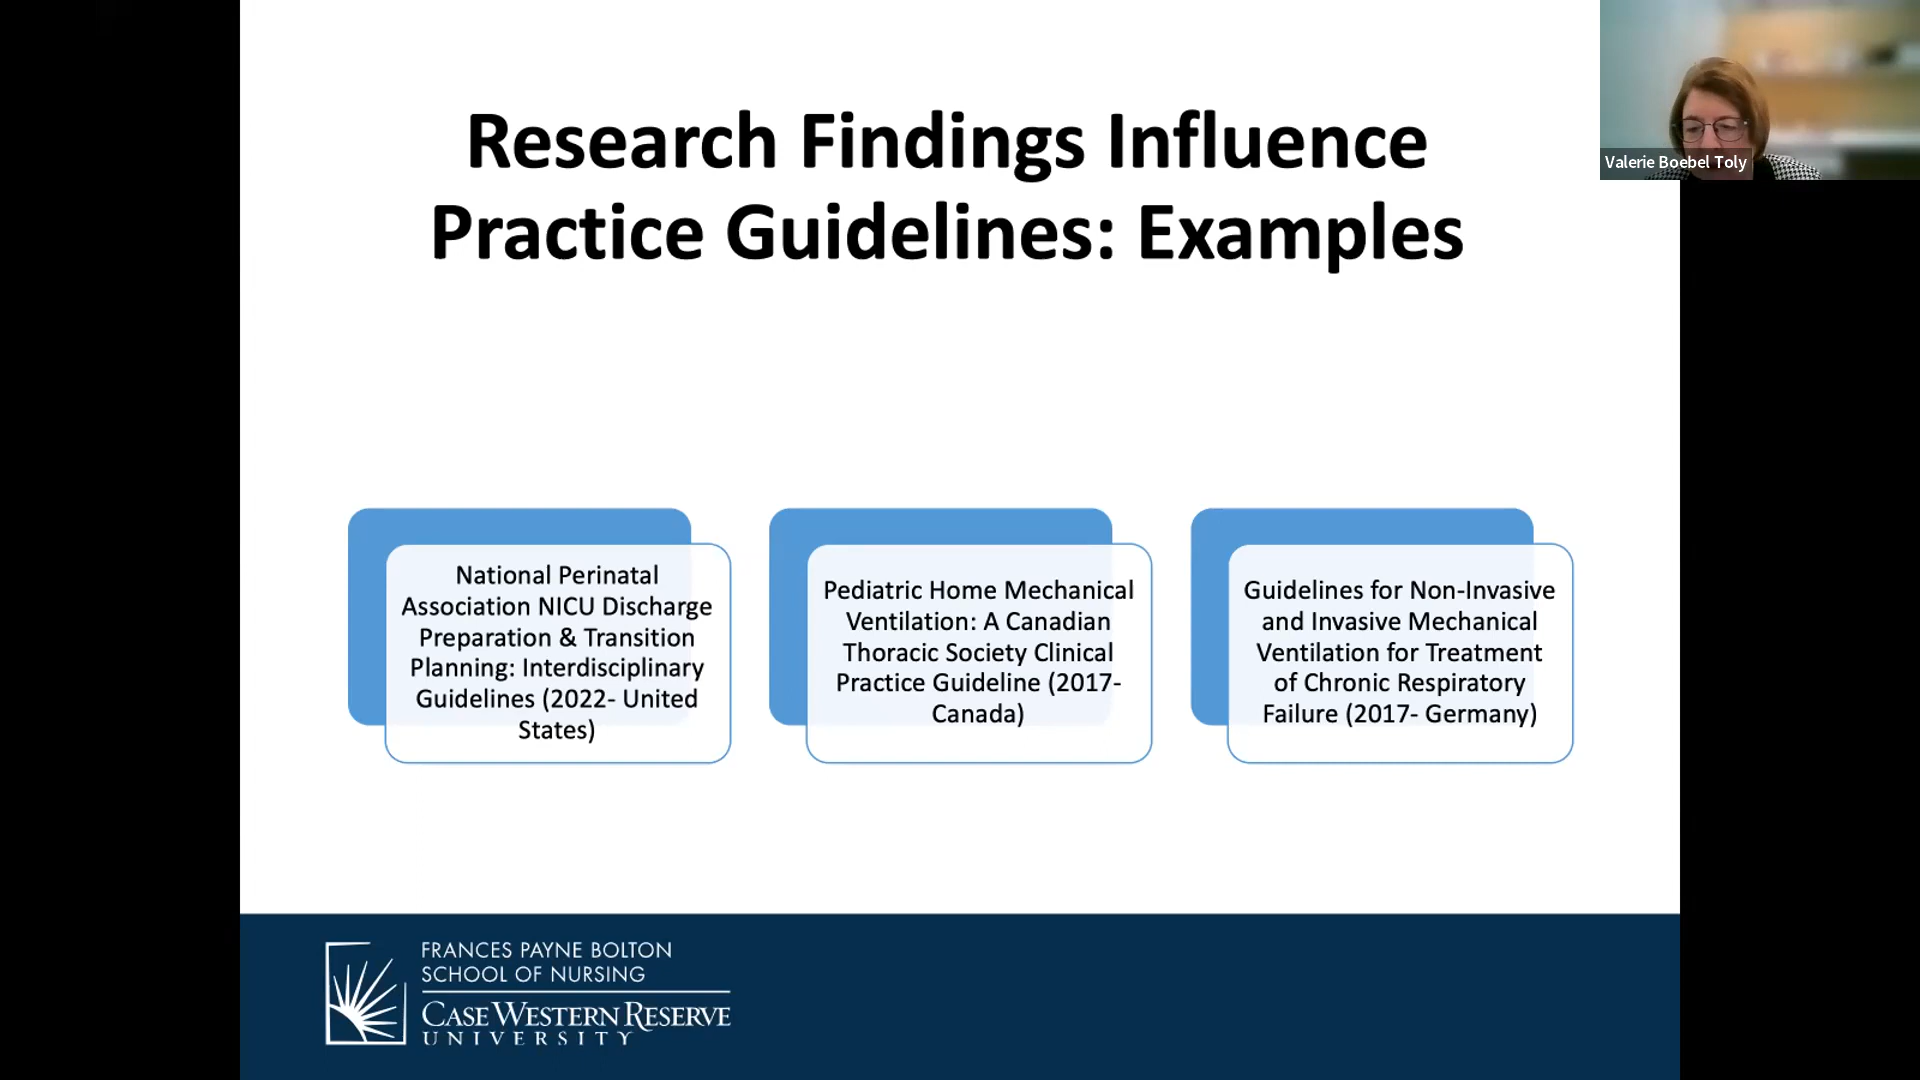 Research Findings Influence
Practice Guidelines: Examples
Valerie Boebel Toly
National Perinatal
Association NICU Discharge
Preparation & Transition
Planning: Interdisciplinary
Guidelines (2022- United
States)
Pediatric Home Mechanical
Ventilation: A Canadian
Thoracic Society Clinical
Practice Guideline (2017-
Canada)
Guidelines for Non-Invasive
and Invasive Mechanical
Ventilation for Treatment
of Chronic Respiratory
Failure (2017- Germany)
FRANCES PAYNE BOLTON
SCHOOL OF NURSING
CASE WESTERN RESERVE
UNIVERSITY